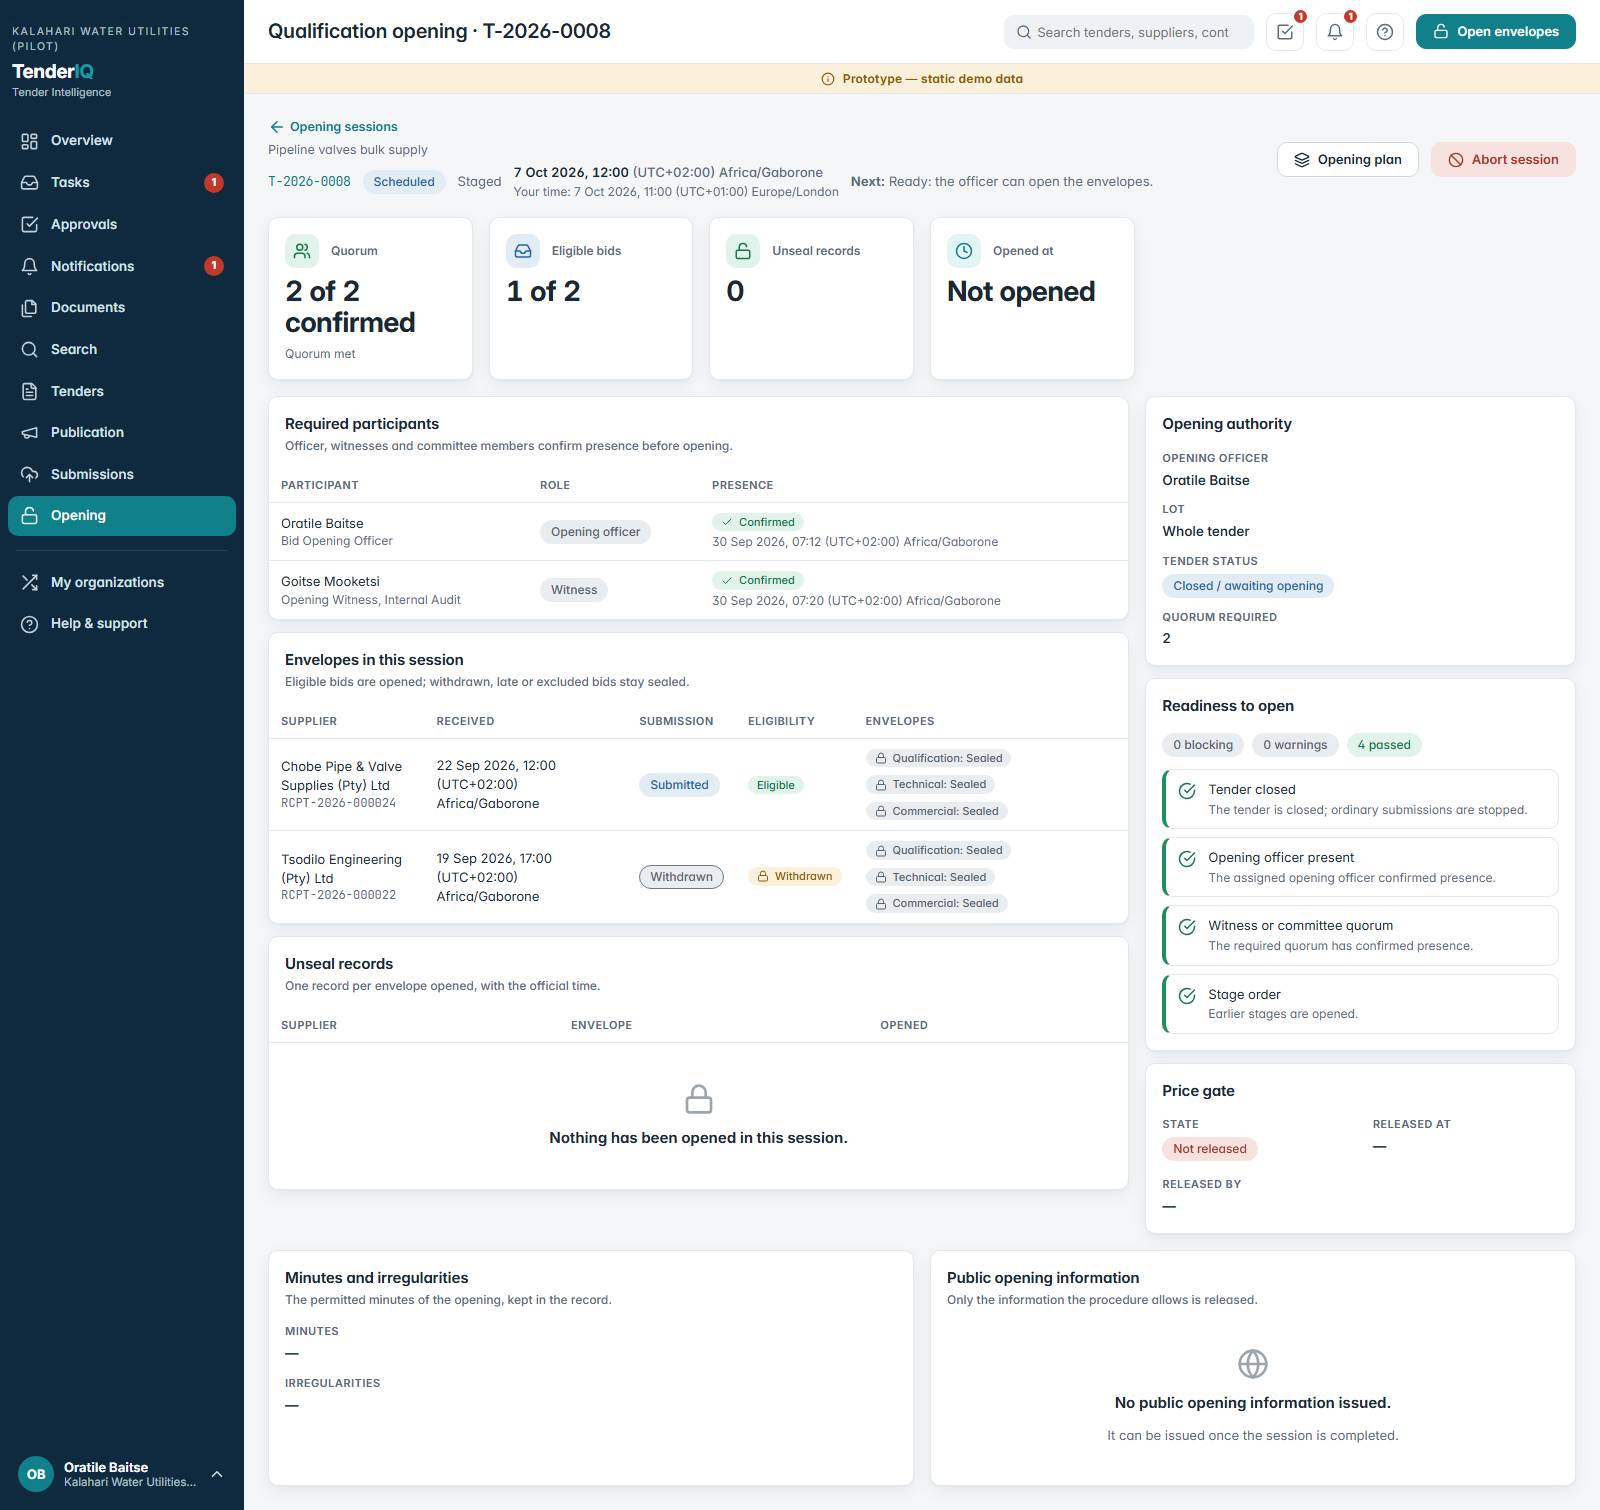 KALAHARI WATER UTILITIES
(PILOT)
TenderIQ
Tender Intelligence
Overview
Tasks 1
Approvals
Notifications 1
Documents
Search
Tenders
Publication
Submissions
Opening
My organizations
Help & support
OB
Oratile Baitse
Kalahari Water Utilities...
Qualification opening · T-2026-0008
Search tenders, suppliers, cont
1
1
Open envelopes
Prototype — static demo data
Opening sessions
Pipeline valves bulk supply
T-2026-0008 Scheduled Staged
7 Oct 2026, 12:00 (UTC+02:00) Africa/Gaborone
Your time: 7 Oct 2026, 11:00 (UTC+01:00) Europe/London
Next: Ready: the officer can open the envelopes.
Opening plan
Abort session
Quorum
2 of 2
confirmed
Quorum met
Eligible bids
1 of 2
Unseal records
0
Opened at
Not opened
Required participants
Officer, witnesses and committee members confirm presence before opening.
PARTICIPANT ROLE PRESENCE
Oratile Baitse
Bid Opening Officer
Opening officer
Confirmed
30 Sep 2026, 07:12 (UTC+02:00) Africa/Gaborone
Goitse Mooketsi
Opening Witness, Internal Audit
Witness
Confirmed
30 Sep 2026, 07:20 (UTC+02:00) Africa/Gaborone
Envelopes in this session
Eligible bids are opened; withdrawn, late or excluded bids stay sealed.
SUPPLIER RECEIVED SUBMISSION ELIGIBILITY ENVELOPES
Chobe Pipe & Valve
Supplies (Pty) Ltd
RCPT-2026-000024
22 Sep 2026, 12:00
(UTC+02:00)
Africa/Gaborone
Submitted
Eligible
Qualification: Sealed
Technical: Sealed
Commercial: Sealed
Tsodilo Engineering
(Pty) Ltd
RCPT-2026-000022
19 Sep 2026, 17:00
(UTC+02:00)
Africa/Gaborone
Withdrawn
Withdrawn
Qualification: Sealed
Technical: Sealed
Commercial: Sealed
Unseal records
One record per envelope opened, with the official time.
SUPPLIER ENVELOPE OPENED
Nothing has been opened in this session.
Opening authority
OPENING OFFICER
Oratile Baitse
LOT
Whole tender
TENDER STATUS
Closed / awaiting opening
QUORUM REQUIRED
2
Readiness to open
0 blocking 0 warnings 4 passed
Tender closed
The tender is closed; ordinary submissions are stopped.
Opening officer present
The assigned opening officer confirmed presence.
Witness or committee quorum
The required quorum has confirmed presence.
Stage order
Earlier stages are opened.
Price gate
STATE RELEASED AT
Not released —
RELEASED BY
—
Minutes and irregularities
The permitted minutes of the opening, kept in the record.
MINUTES
—
IRREGULARITIES
—
Public opening information
Only the information the procedure allows is released.
No public opening information issued.
It can be issued once the session is completed.